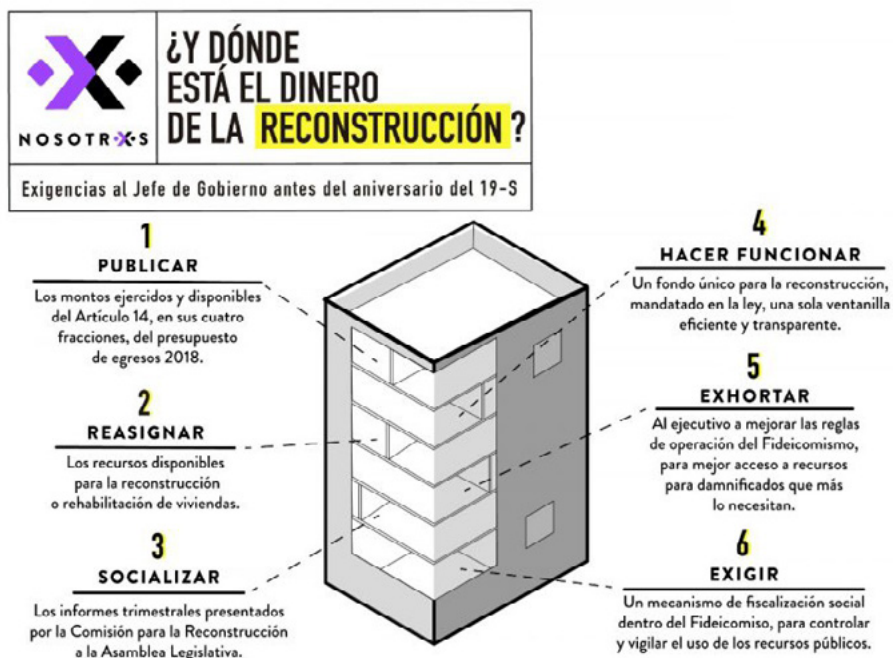 NOSOTRXS
¿Y DÓNDE
ESTÁ EL DINERO
DE LA RECONSTRUCCIÓN?
Exigencias al Jefe de Gobierno antes del aniversario del 19-S
1
PUBLICAR
Los montos ejercidos y disponibles
del Artículo 14, en sus cuatro
fracciones, del presupuesto
de egresos 2018.
2
REASIGNAR
Los recursos disponibles
para la reconstrucción
o rehabilitación de viviendas.
3
SOCIALIZAR
Los informes trimestrales presentados
por la Comisión para la Reconstrucción
a la Asamblea Legislativa.
4
HACER FUNCIONAR
Un fondo único para la reconstrucción,
mandatado en la ley, una sola ventanilla
eficiente y transparente.
5
EXHORTAR
Al ejecutivo a mejorar las reglas
de operación del Fideicomismo,
para mejor acceso a recursos
para damnificados que más
lo necesitan.
6
EXIGIR
Un mecanismo de fiscalización social
dentro del Fideicomiso, para controlar
y vigilar el uso de los recursos públicos.